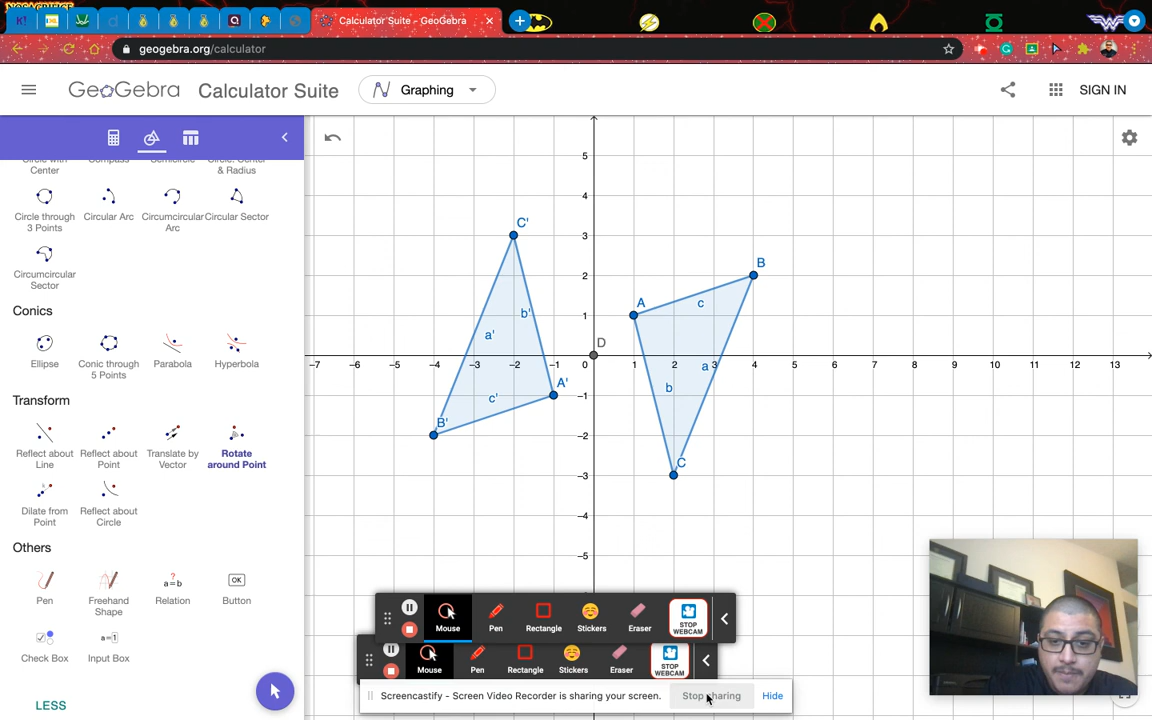 NO SACRIFICE
K!
Calculator Suite - GeoGebra
geogebra.org/calculator
GeoGebra
Calculator Suite
Graphing
SIGN IN
Circle with Center
Compass
Semicircle
Circle: Center & Radius
Circle through 3 Points
Circular Arc
Circumcircular Arc
Circular Sector
Circumcircular Sector
Conics
Ellipse
Conic through 5 Points
Parabola
Hyperbola
Transform
Reflect about Line
Reflect about Point
Translate by Vector
Rotate around Point
Dilate from Point
Reflect about Circle
Others
Pen
Freehand Shape
a=b
Relation
OK
Button
Check Box
a=1
Input Box
LESS
5
4
3
2
1
-7 -6 -5 -4 -3 -2 -1 0 1 2 3 4 5 6 7 8 9 10 11 12 13
-1
-2
-3
-4
-5
C'
b'
a'
A'
c'
B'
D
A
B
c
a
b
C
Mouse
Pen
Rectangle
Stickers
Eraser
STOP WEBCAM
Mouse
Pen
Rectangle
Stickers
Eraser
STOP WEBCAM
Screencastify - Screen Video Recorder is sharing your screen.
Stop sharing
Hide